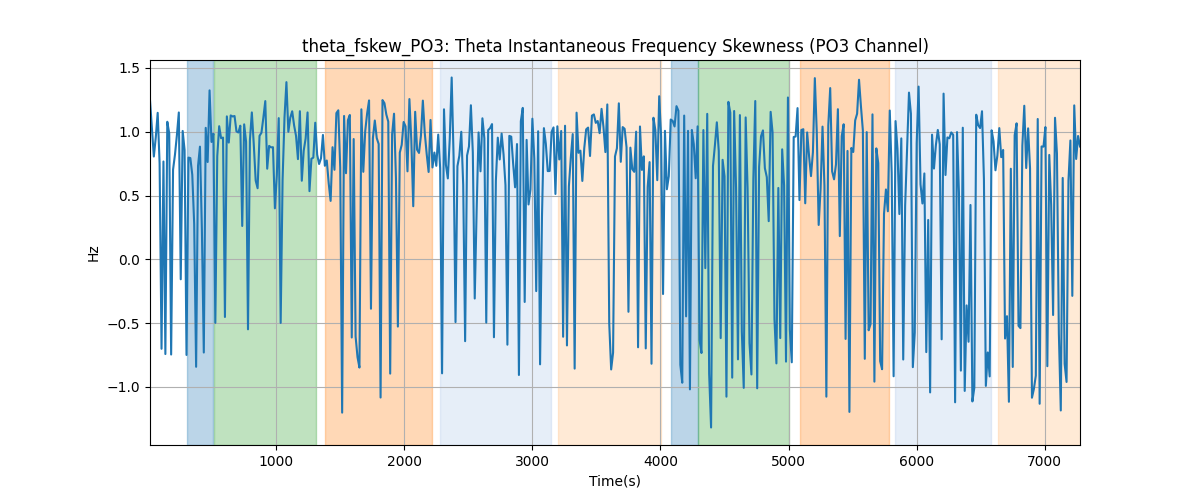 theta_fskew_PO3: Theta Instantaneous Frequency Skewness (PO3 Channel)
1.5
1.0
0.5
0.0
−0.5
−1.0
Hz
1000 2000 3000 4000 5000 6000 7000
Time(s)